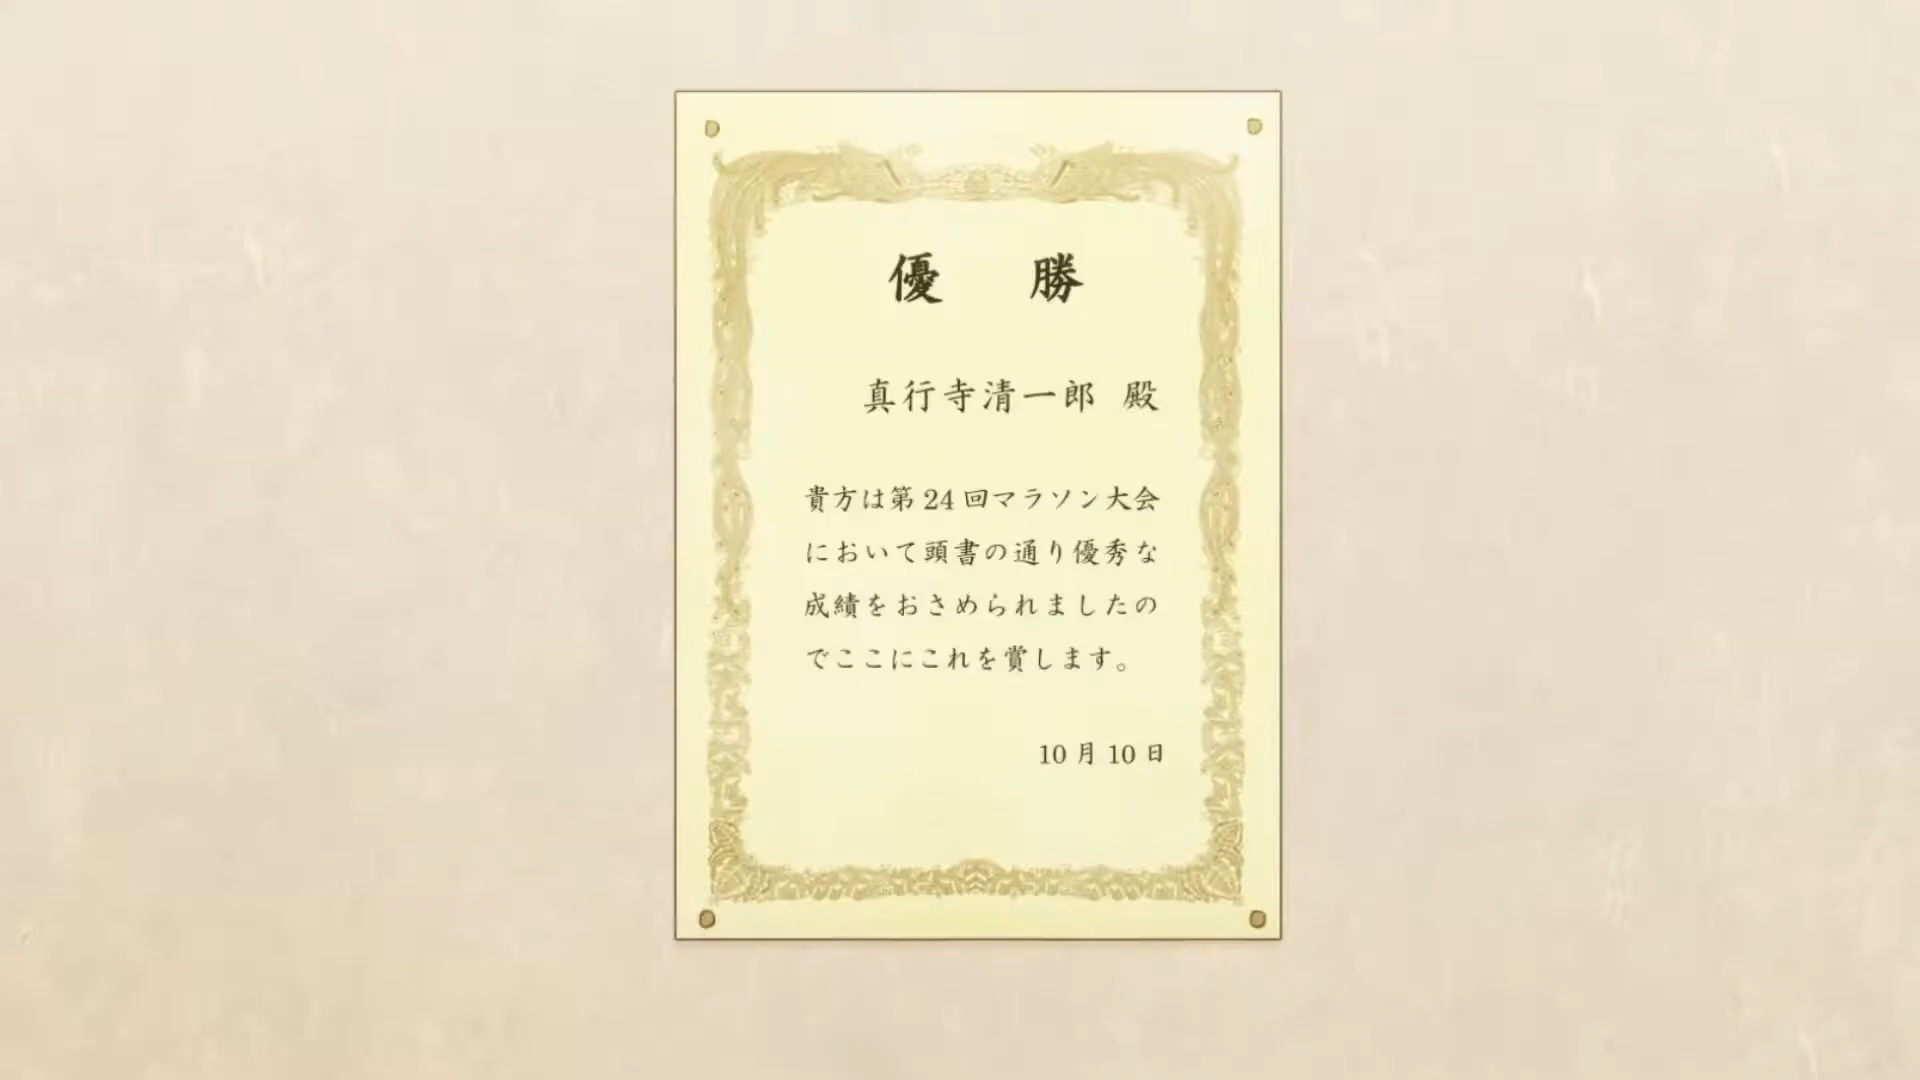 優 勝
真行寺清一郎 殿
貴方は第24回マラソン大会
において頭書の通り優秀な
成績をおさめられましたの
でここにこれを賞します。
10月10日